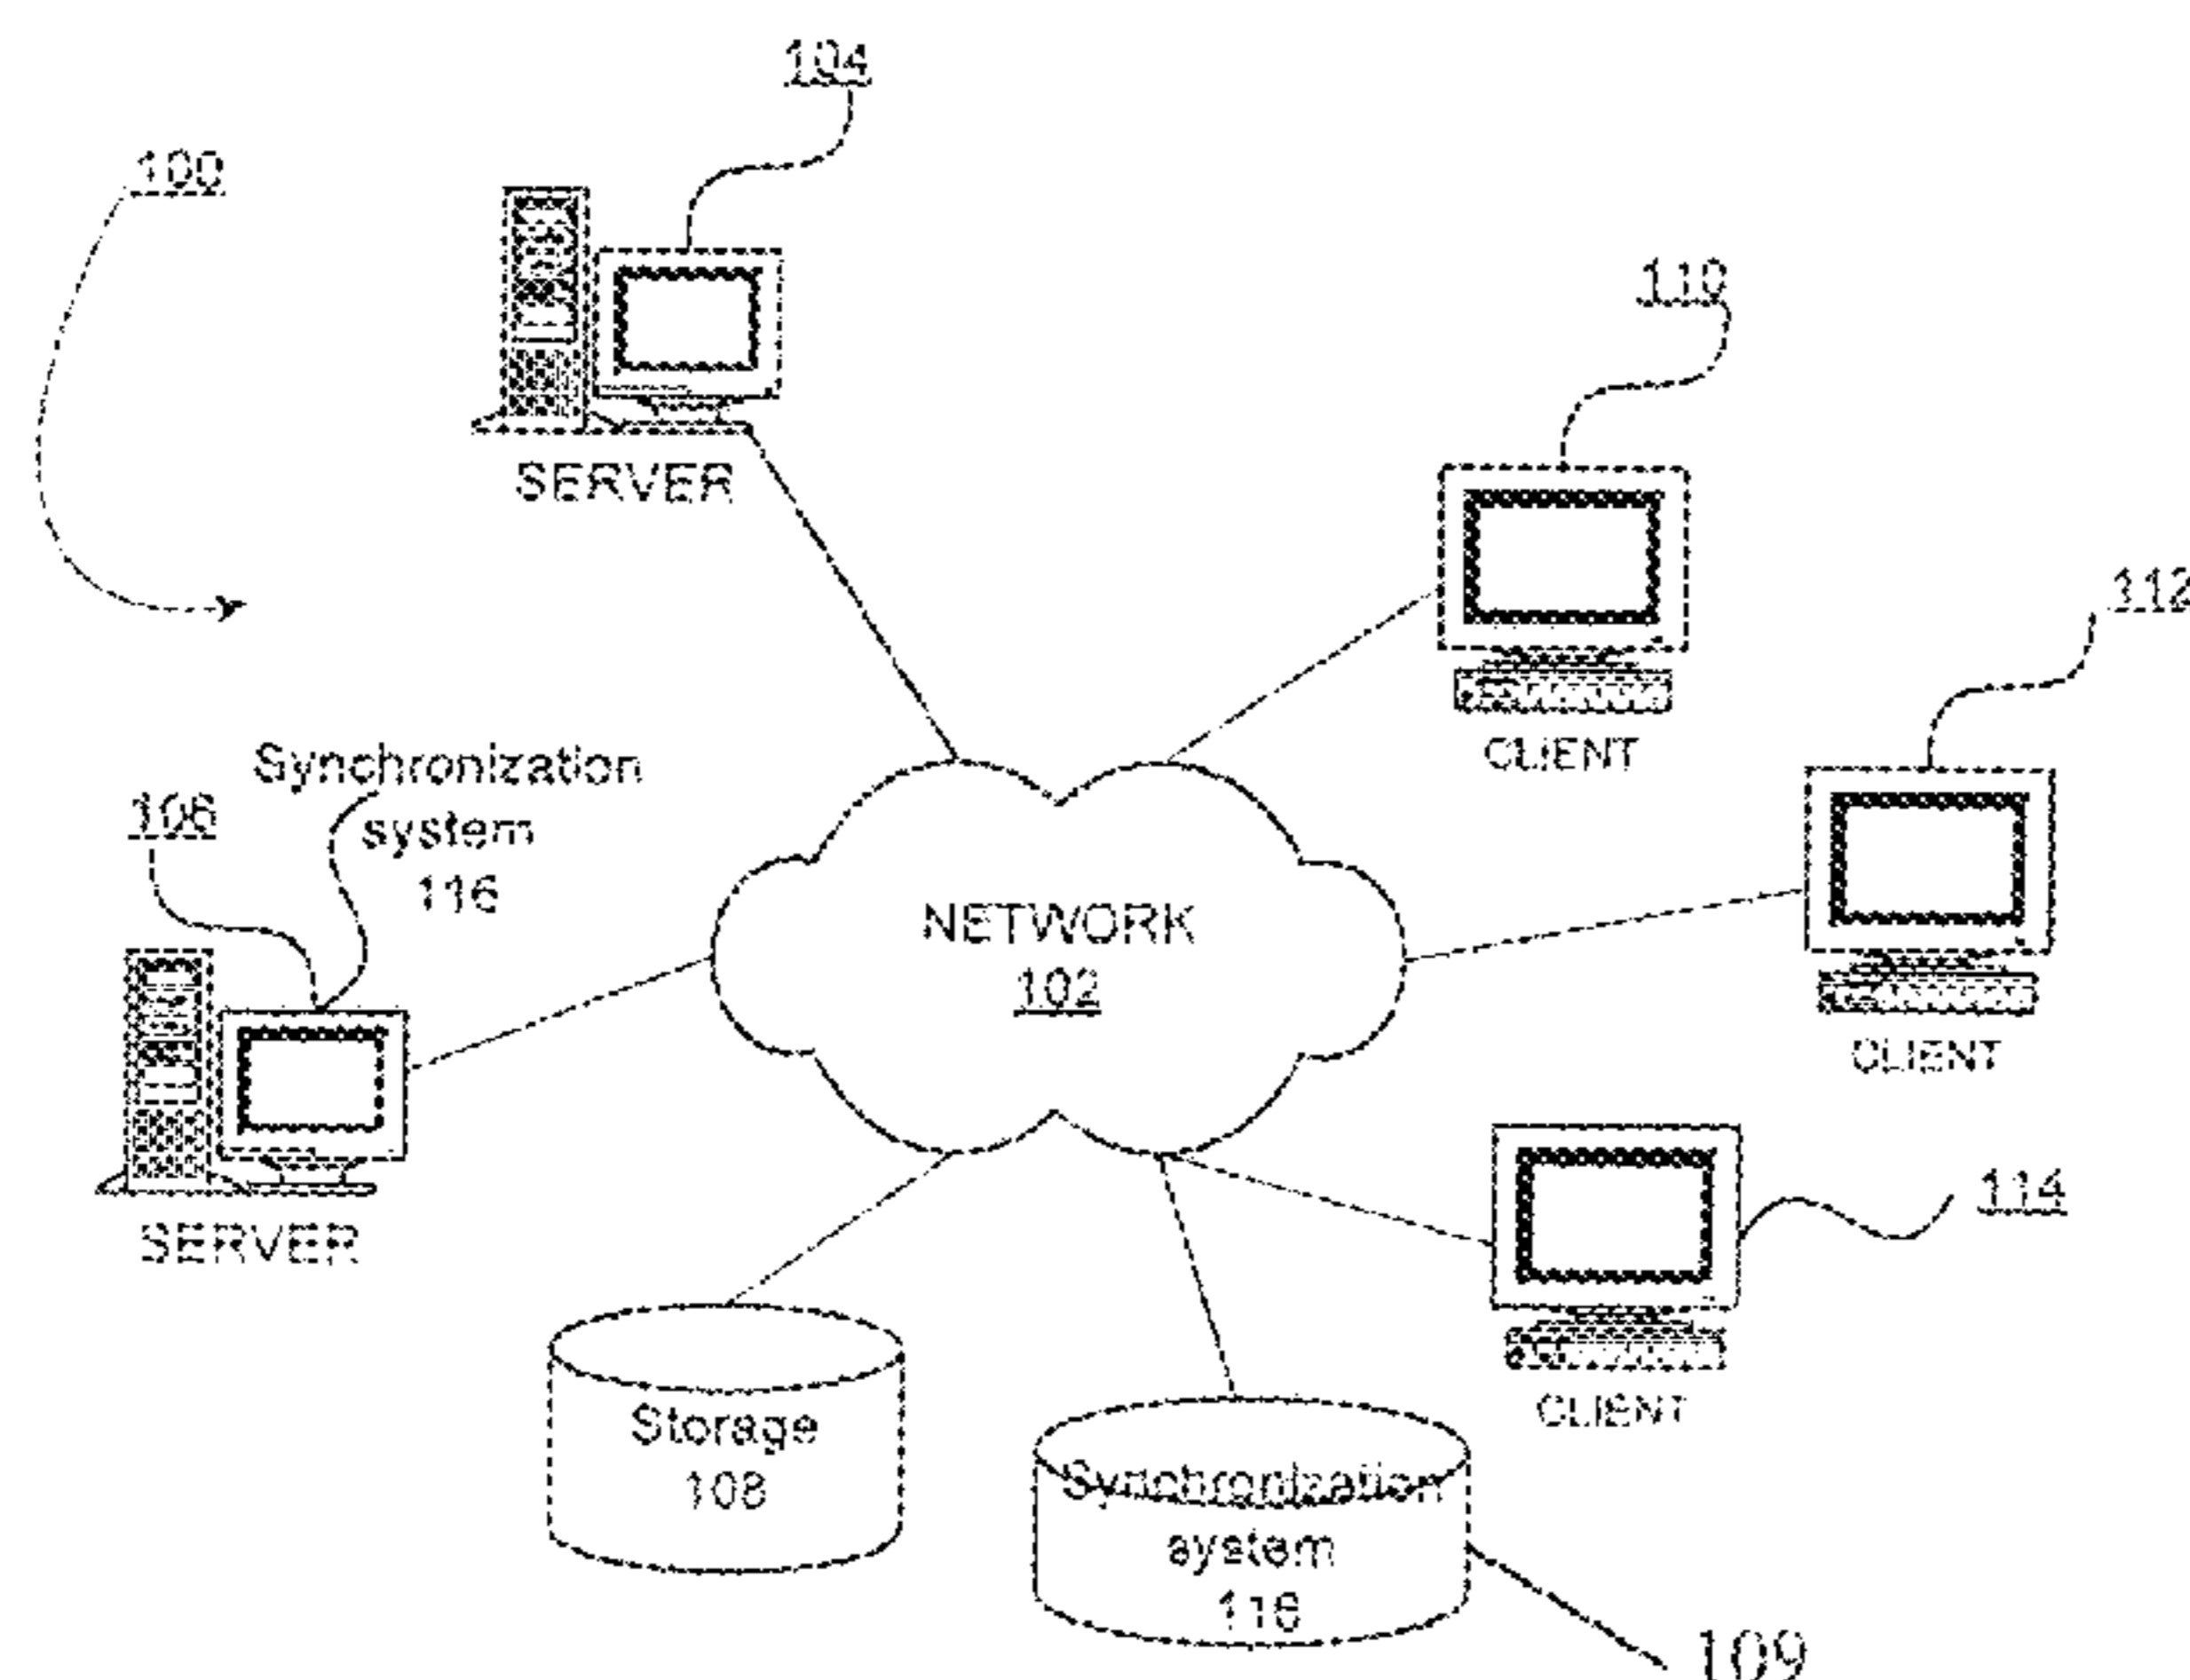 104
100
110
SERVER
112
CLIENT
Synchronization
106
system
116
NETWORK
102
CLIENT
114
SERVER
CLIENT
Storage
108
Synchronization
system
116
109